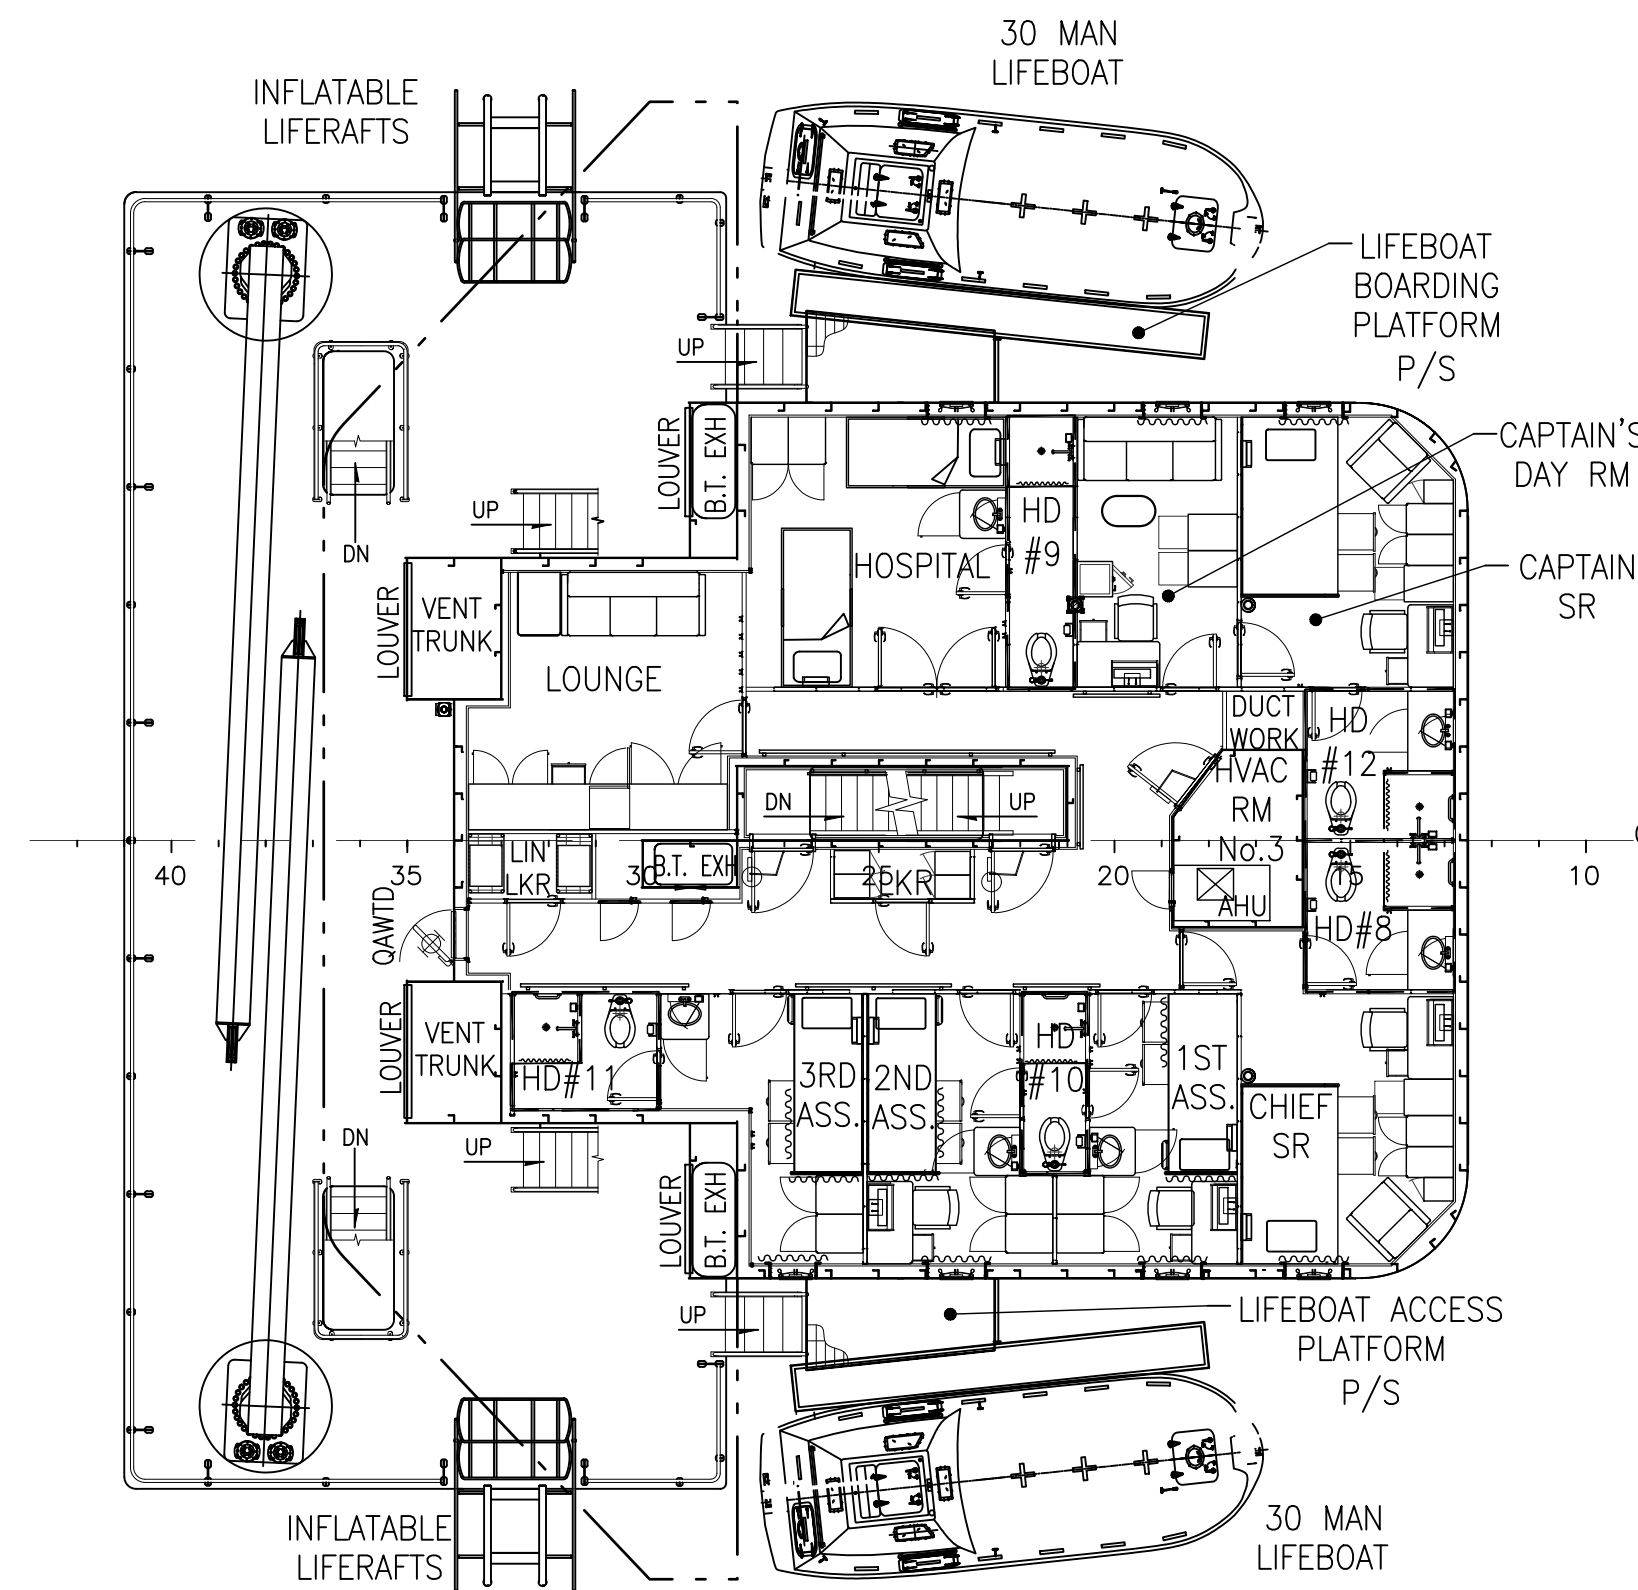 30 MAN
LIFEBOAT
INFLATABLE
LIFERAFTS
LIFEBOAT
BOARDING
PLATFORM
P/S
UP
LOUVER
B.T. EXH
CAPTAIN'S
DAY RM
UP
DN
HD
#9
HOSPITAL
CAPTAIN
SR
LOUVER
VENT
TRUNK
LOUNGE
DUCT
WORK
HD
#12
HVAC
RM
No.3
DN
UP
40
35
LIN
LKR
30
B.T. EXH
25
LKR
20
15
10
AHU
HD#8
QAWTD
LOUVER
VENT
TRUNK
HD#11
3RD
ASS.
2ND
ASS.
HD
#10
1ST
ASS.
CHIEF
SR
DN
UP
LOUVER
B.T. EXH
UP
LIFEBOAT ACCESS
PLATFORM
P/S
INFLATABLE
LIFERAFTS
30 MAN
LIFEBOAT